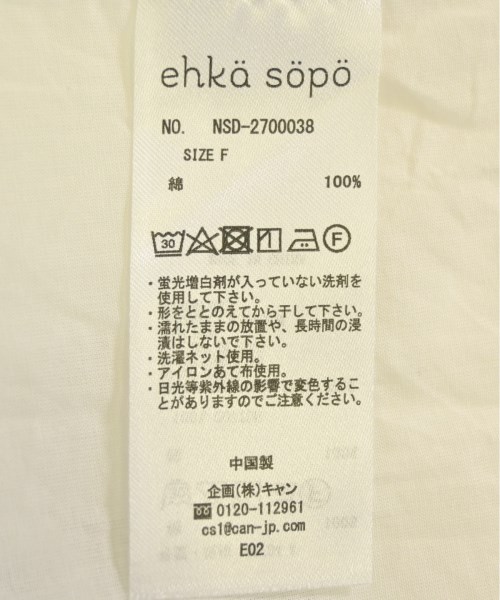 ehkä söpö
NO. NSD-2700038
SIZE F
綿 100%
30 F
・蛍光増白剤が入っていない洗剤を
使用して下さい。
・形をととのえてから干して下さい。
・濡れたままの放置や、長時間の浸
漬はしないで下さい。
・洗濯ネット使用。
・アイロンあて布使用。
・日光等紫外線の影響で変色するこ
とがありますのでご注意ください。
中国製
企画(株)キャン
0120-112961
cs1@can-jp.com
E02